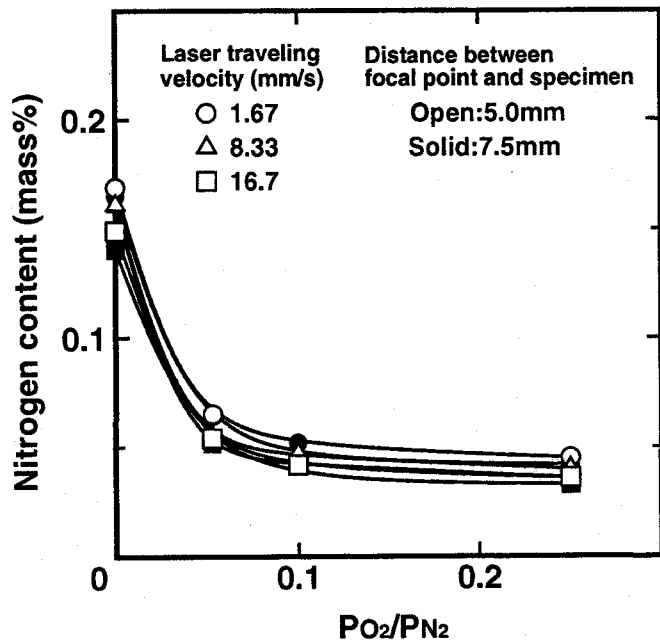 Laser traveling
velocity (mm/s)
1.67
8.33
16.7
Distance between
focal point and specimen
Open:5.0mm
Solid:7.5mm
Nitrogen content (mass%)
0.2
0.1
0
0.1
0.2
PO2/PN2